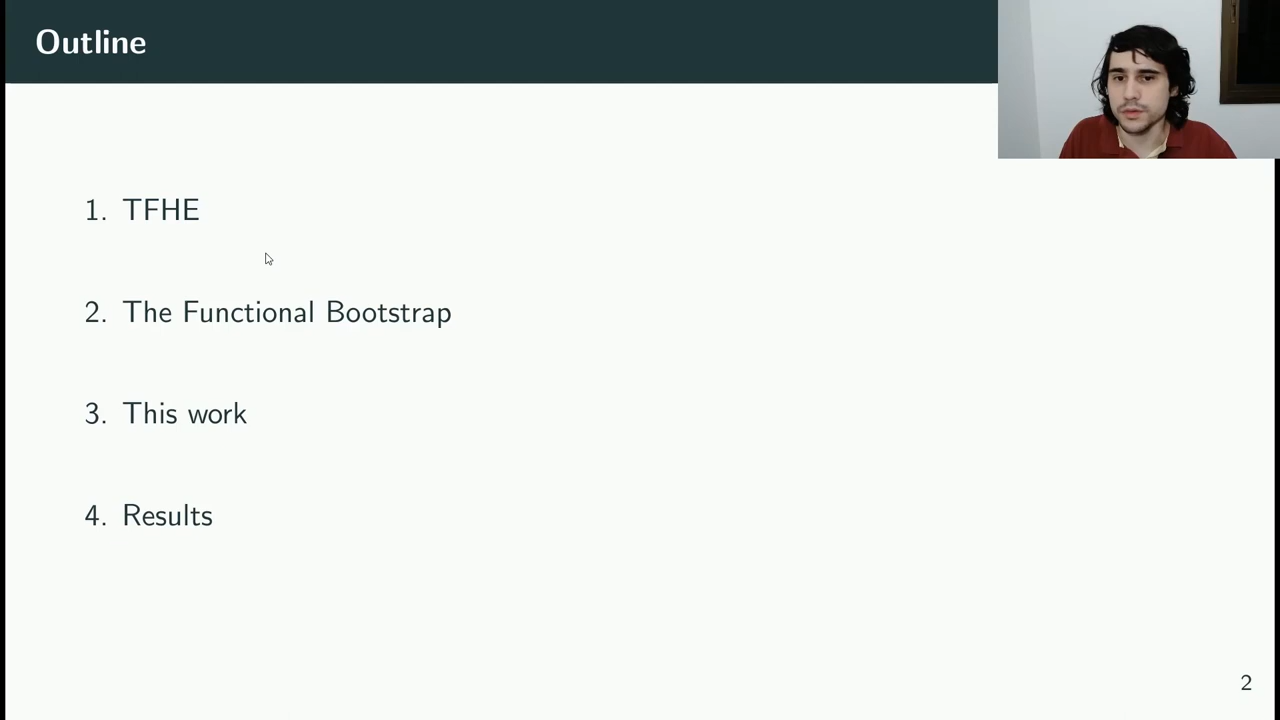 Outline
1. TFHE
2. The Functional Bootstrap
3. This work
4. Results
2